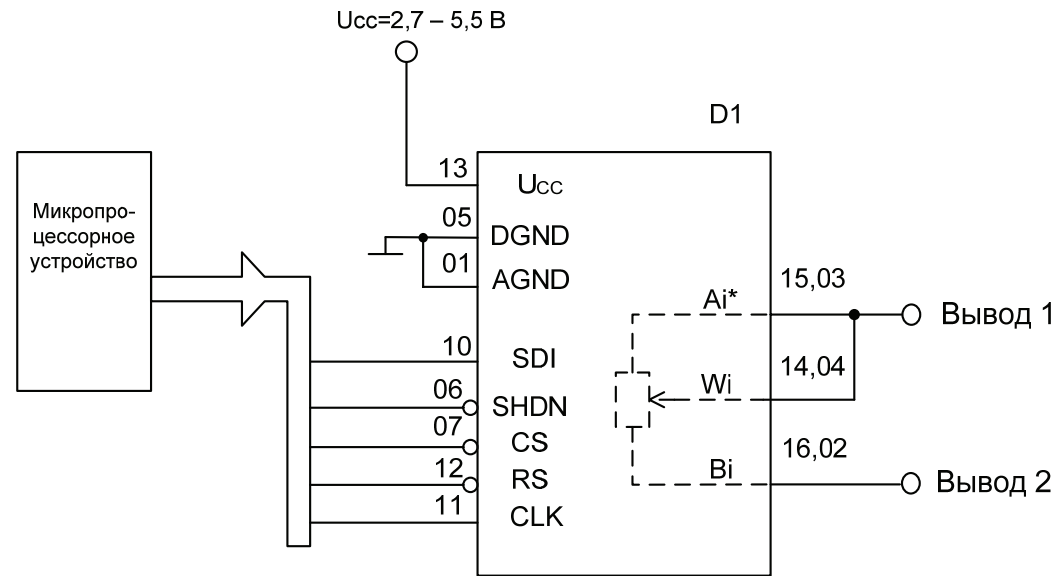 Uсс=2,7 – 5,5 В
D1
Микропро-
цессорное
устройство
13
UCC
05
DGND
01
AGND
10
SDI
06
SHDN
07
CS
12
RS
11
CLK
Ai*
15,03
Вывод 1
Wi
14,04
Bi
16,02
Вывод 2